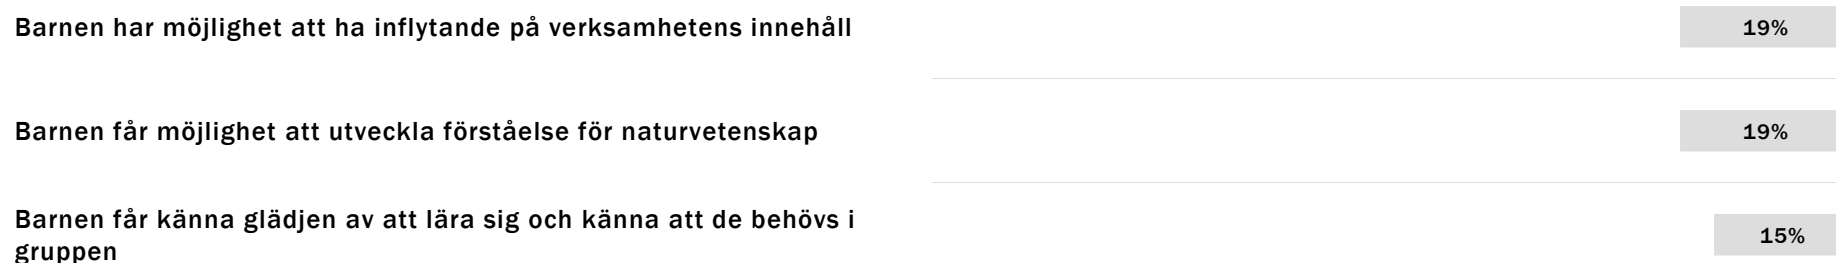 Barnen har möjlighet att ha inflytande på verksamhetens innehåll
19%
Barnen får möjlighet att utveckla förståelse för naturvetenskap
19%
Barnen får känna glädjen av att lära sig och känna att de behövs i
gruppen
15%